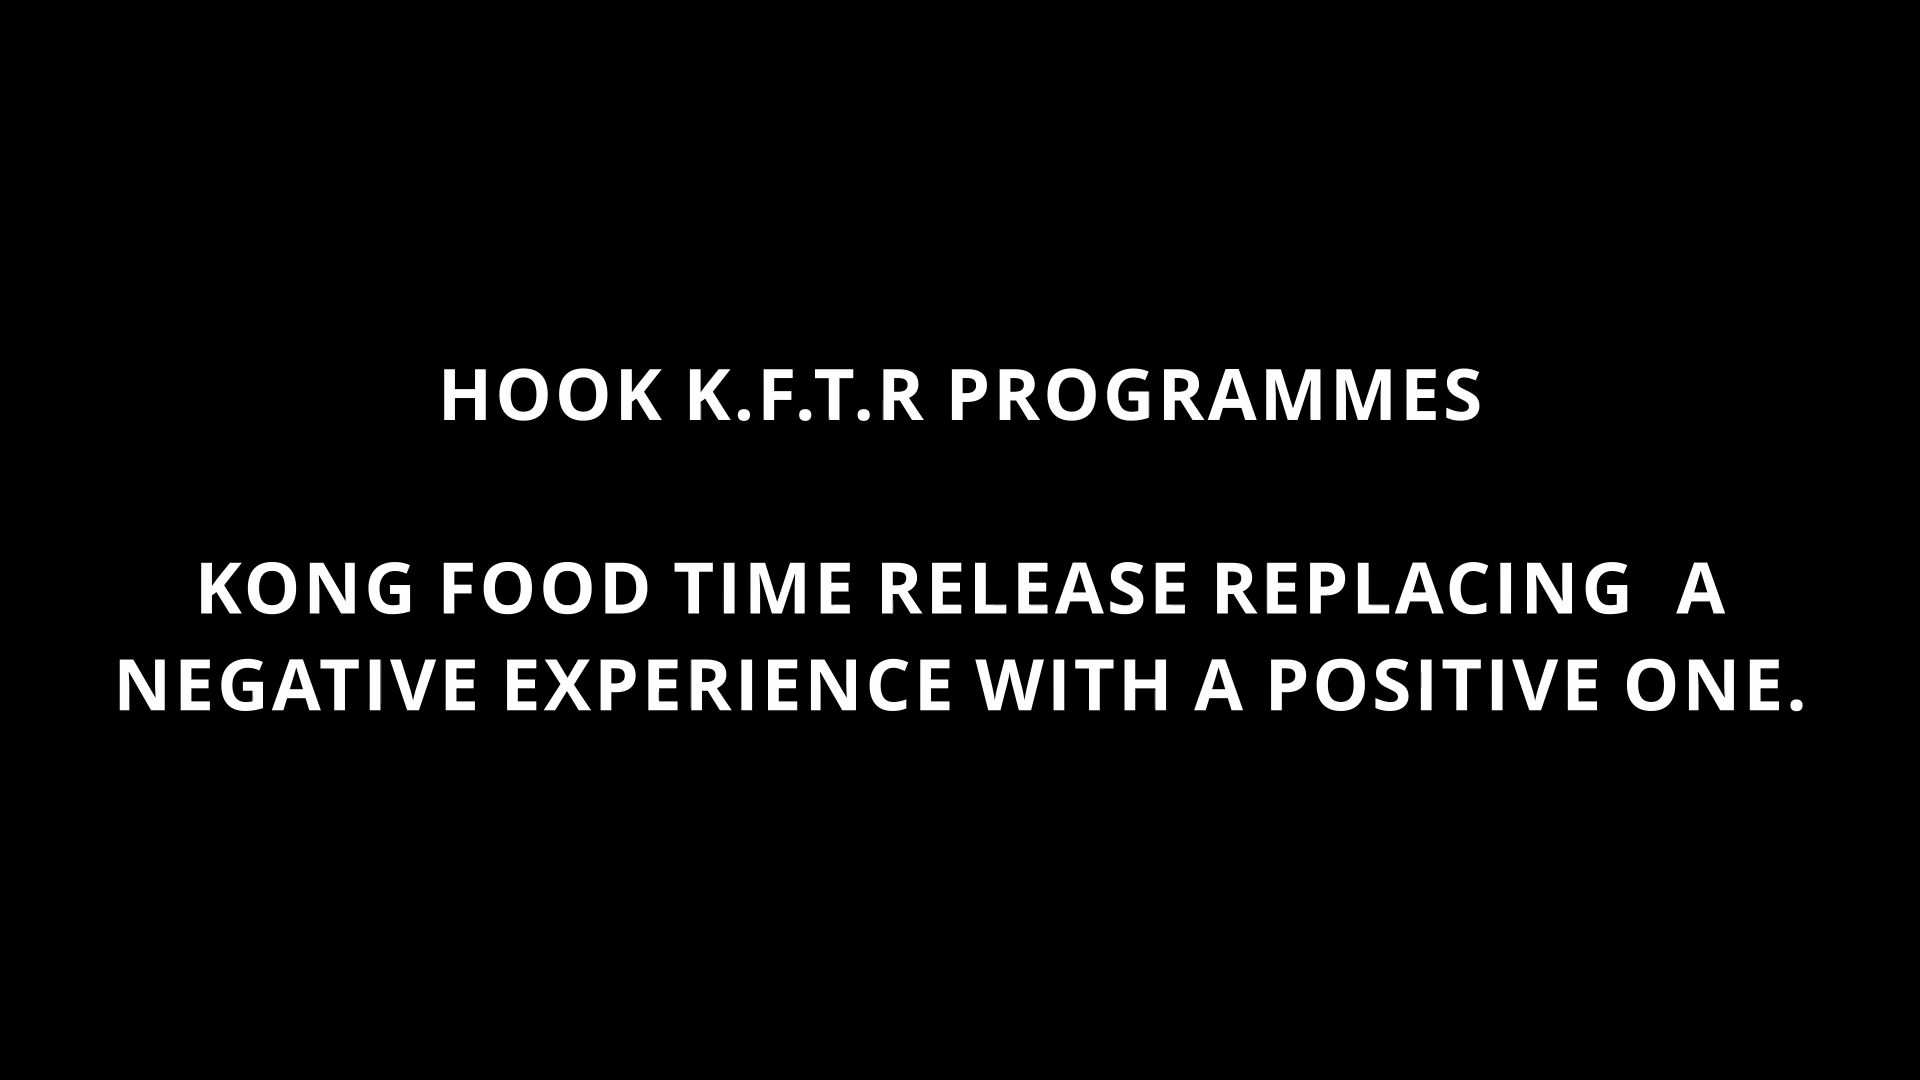 HOOK K.F.T.R PROGRAMMES
KONG FOOD TIME RELEASE REPLACING  A
NEGATIVE EXPERIENCE WITH A POSITIVE ONE.